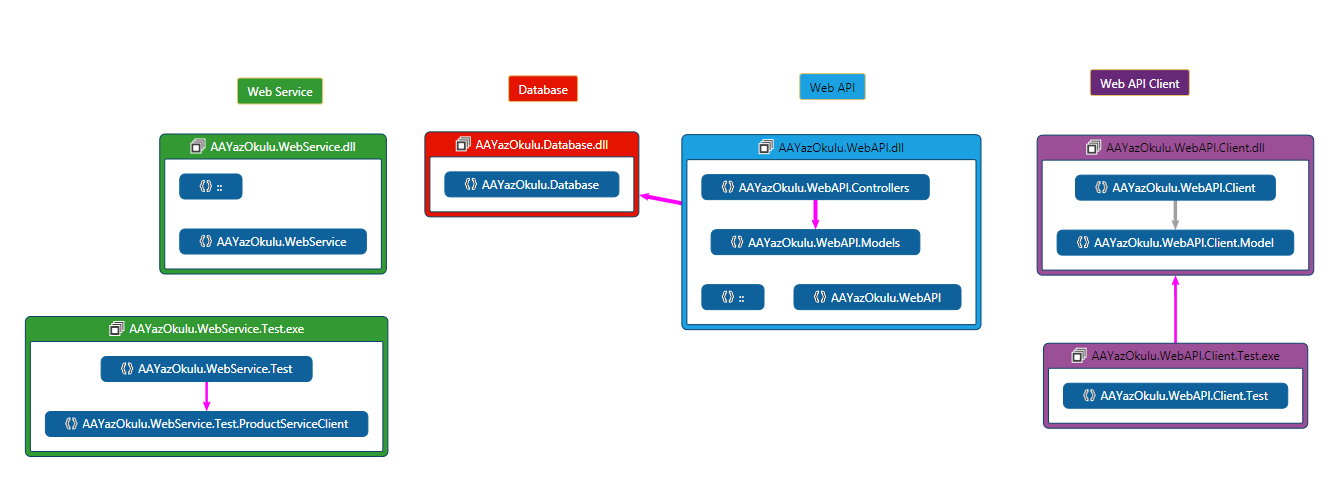 Web Service
Database
Web API
Web API Client
AAYazOkulu.WebService.dll
::
AAYazOkulu.WebService
AAYazOkulu.Database.dll
AAYazOkulu.Database
AAYazOkulu.WebAPI.dll
AAYazOkulu.WebAPI.Controllers
AAYazOkulu.WebAPI.Models
::
AAYazOkulu.WebAPI
AAYazOkulu.WebAPI.Client.dll
AAYazOkulu.WebAPI.Client
AAYazOkulu.WebAPI.Client.Model
AAYazOkulu.WebService.Test.exe
AAYazOkulu.WebService.Test
AAYazOkulu.WebService.Test.ProductServiceClient
AAYazOkulu.WebAPI.Client.Test.exe
AAYazOkulu.WebAPI.Client.Test